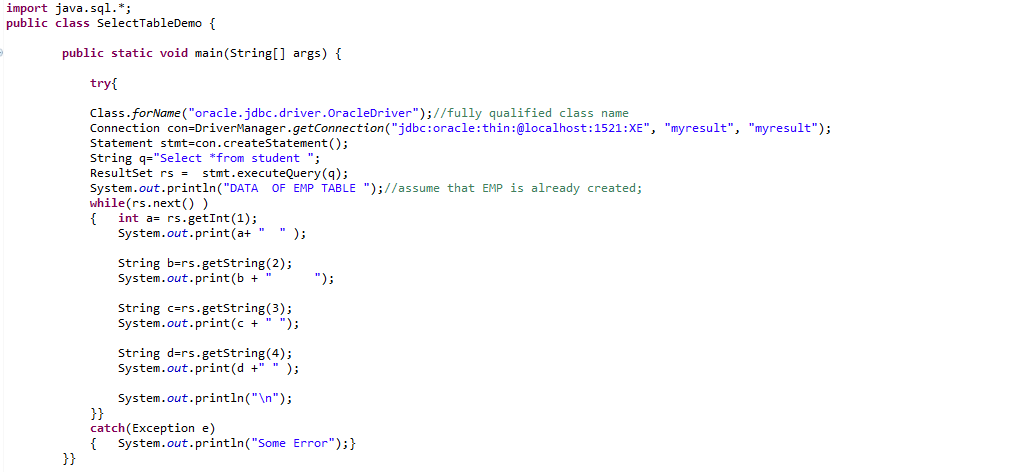 import java.sql.*;
public class SelectTableDemo {
public static void main(String[] args) {
try{
Class.forName("oracle.jdbc.driver.OracleDriver");//fully qualified class name
Connection con=DriverManager.getConnection("jdbc:oracle:thin:@localhost:1521:XE", "myresult", "myresult");
Statement stmt=con.createStatement();
String q="Select *from student ";
ResultSet rs =  stmt.executeQuery(q);
System.out.println("DATA  OF EMP TABLE ");//assume that EMP is already created;
while(rs.next() )
{   int a= rs.getInt(1);
System.out.print(a+ "  " );
String b=rs.getString(2);
System.out.print(b + "      ");
String c=rs.getString(3);
System.out.print(c + " ");
String d=rs.getString(4);
System.out.print(d +" " );
System.out.println("\n");
}}
catch(Exception e)
{   System.out.println("Some Error");}
}}